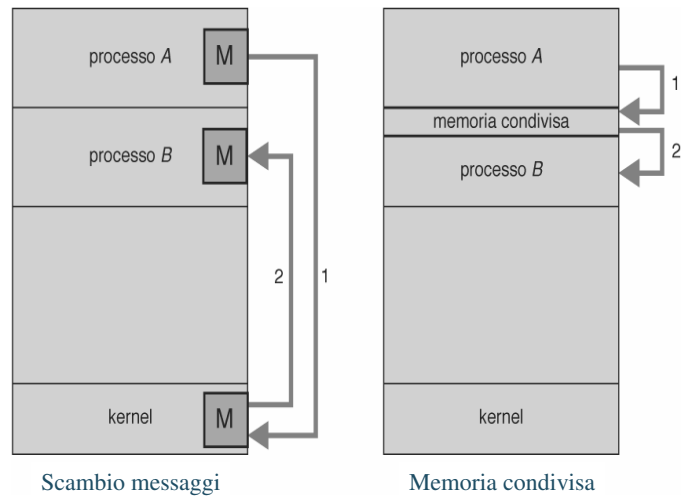 processo A
M
processo B
M
2
1
kernel
M
Scambio messaggi
processo A
1
memoria condivisa
2
processo B
kernel
Memoria condivisa